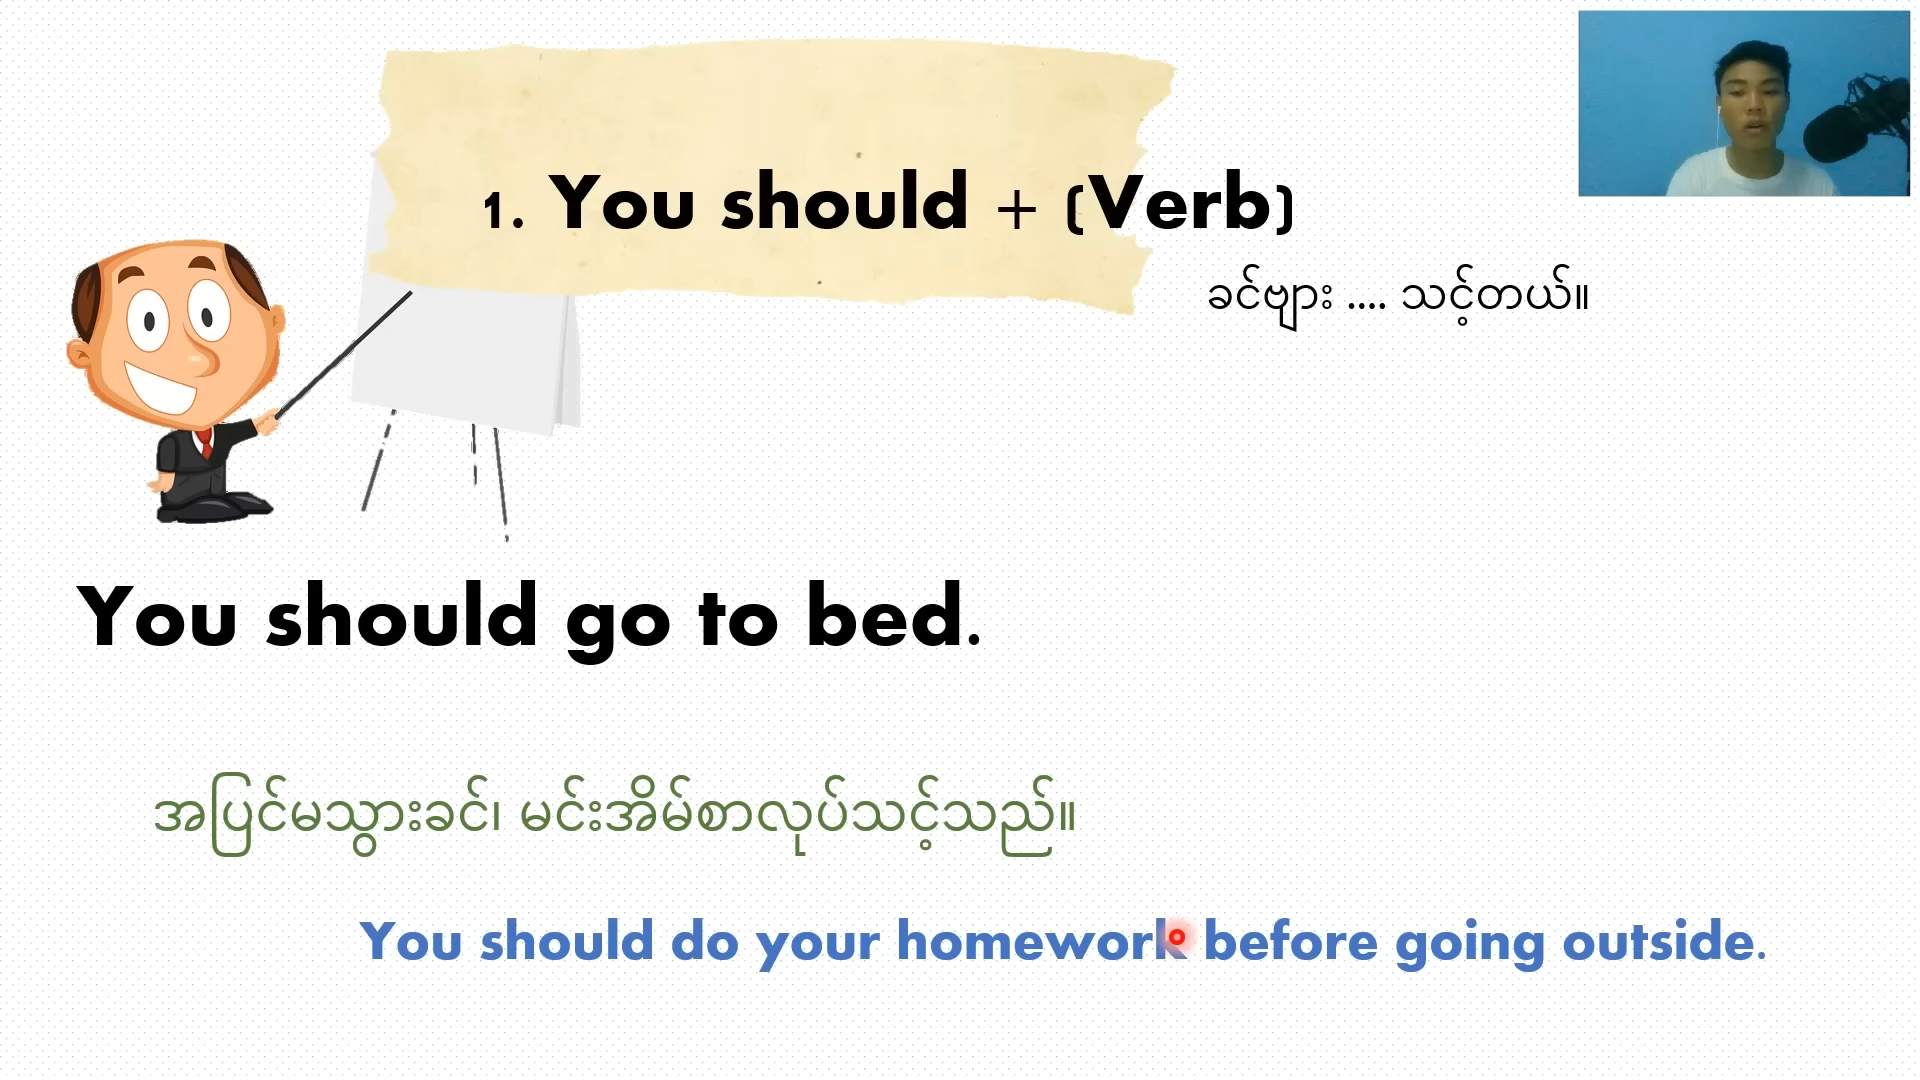 1. You should + (Verb)
ခင်ဗျား .... သင့်တယ်။
You should go to bed.
အပြင်မသွားခင်၊ မင်းအိမ်စာလုပ်သင့်သည်။
You should do your homework before going outside.